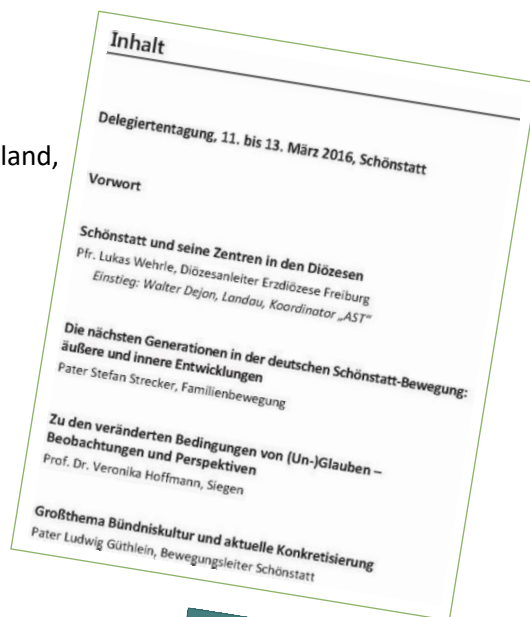 Inhalt
land,
Delegiertentagung, 11. bis 13. März 2016, Schönstatt
Vorwort
Schönstatt und seine Zentren in den Diözesen
Pfr. Lukas Wehrle, Diözesanleiter Erzdiözese Freiburg
Einstieg: Walter Dejon, Landau, Koordinator „AST"
Die nächsten Generationen in der deutschen Schönstatt-Bewegung:
äußere und innere Entwicklungen
Pater Stefan Strecker, Familienbewegung
Zu den veränderten Bedingungen von (Un-)Glauben –
Beobachtungen und Perspektiven
Prof. Dr. Veronika Hoffmann, Siegen
Großthema Bündniskultur und aktuelle Konkretisierung
Pater Ludwig Güthlein, Bewegungsleiter Schönstatt